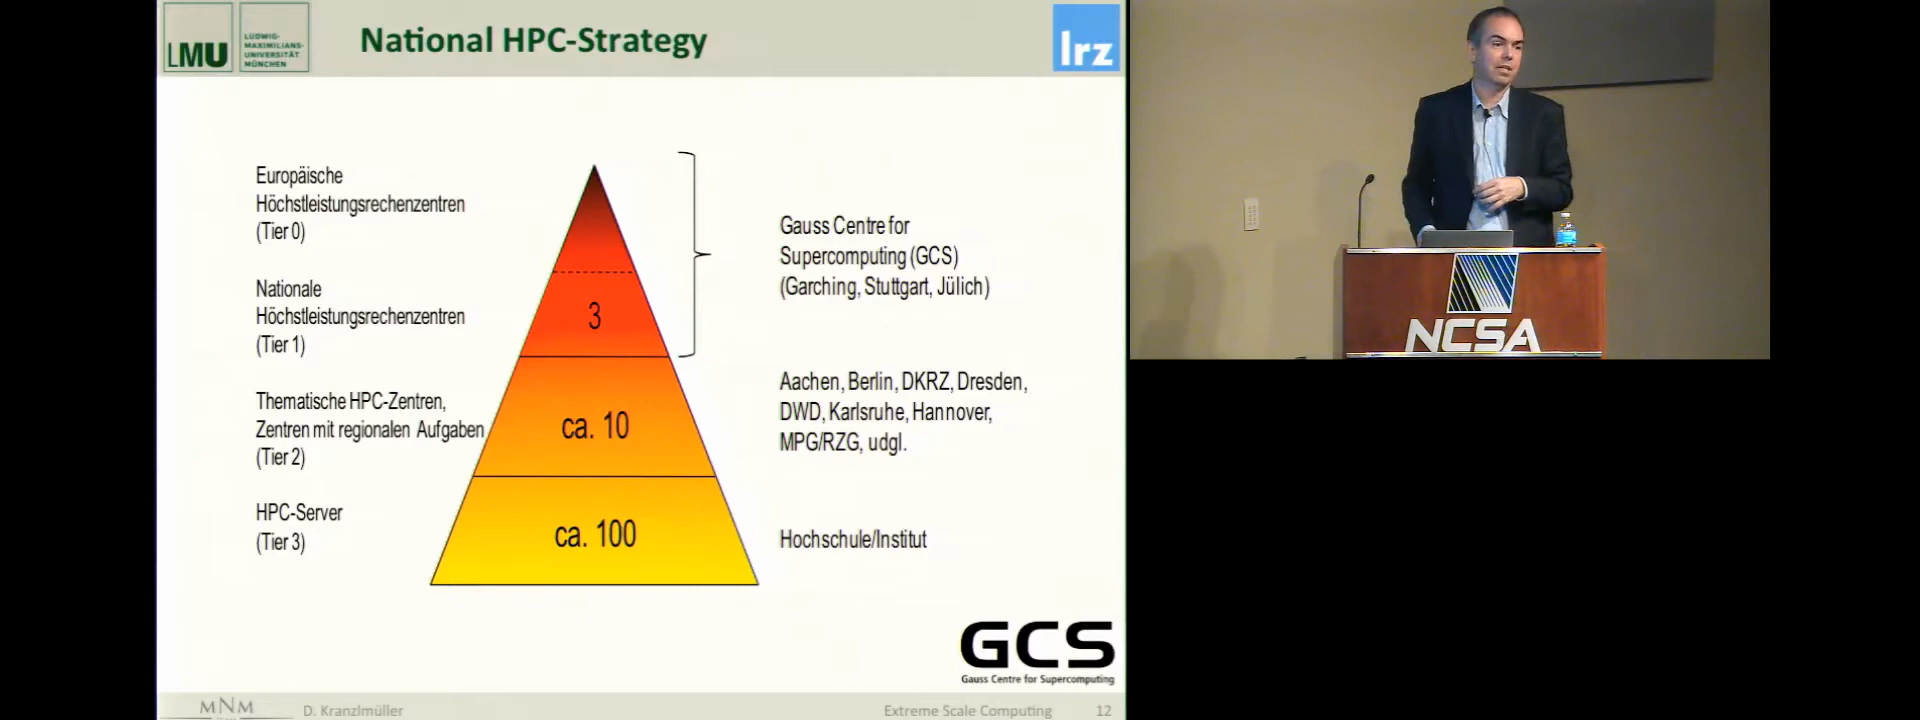 LMU
LUDWIG-
MAXIMILIANS-
UNIVERSITÄT
MÜNCHEN
National HPC-Strategy
lrz
Europäische
Höchstleistungsrechenzentren
(Tier 0)
Nationale
Höchstleistungsrechenzentren
(Tier 1)
Thematische HPC-Zentren,
Zentren mit regionalen Aufgaben
(Tier 2)
HPC-Server
(Tier 3)
3
ca. 10
ca. 100
Gauss Centre for
Supercomputing (GCS)
(Garching, Stuttgart, Jülich)
Aachen, Berlin, DKRZ, Dresden,
DWD, Karlsruhe, Hannover,
MPG/RZG, udgl.
Hochschule/Institut
GCS
Gauss Centre for Supercomputing
MNM
D. Kranzlmüller
Extreme Scale Computing
12
NCSA